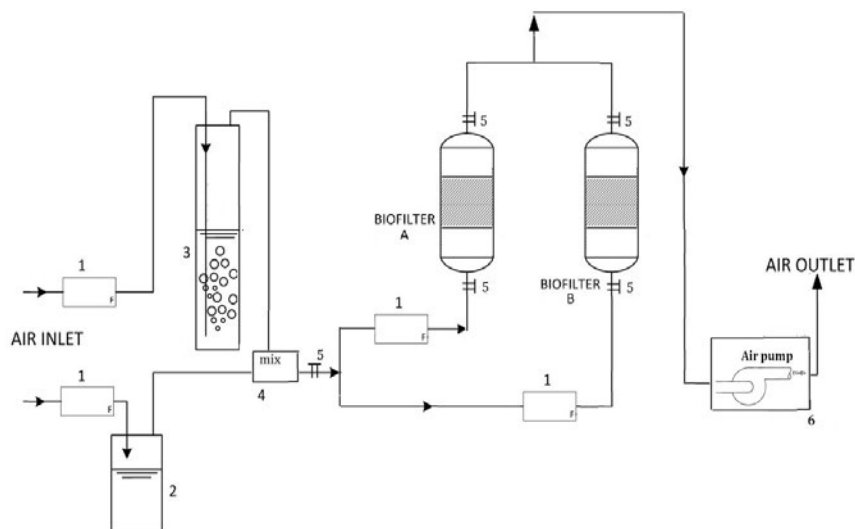 5
5
BIOFILTER
A
3
1
F
5
BIOFILTER
B
5
AIR OUTLET
1
F
AIR INLET
mix
5
Air pump
1
F
4
1
F
6
2